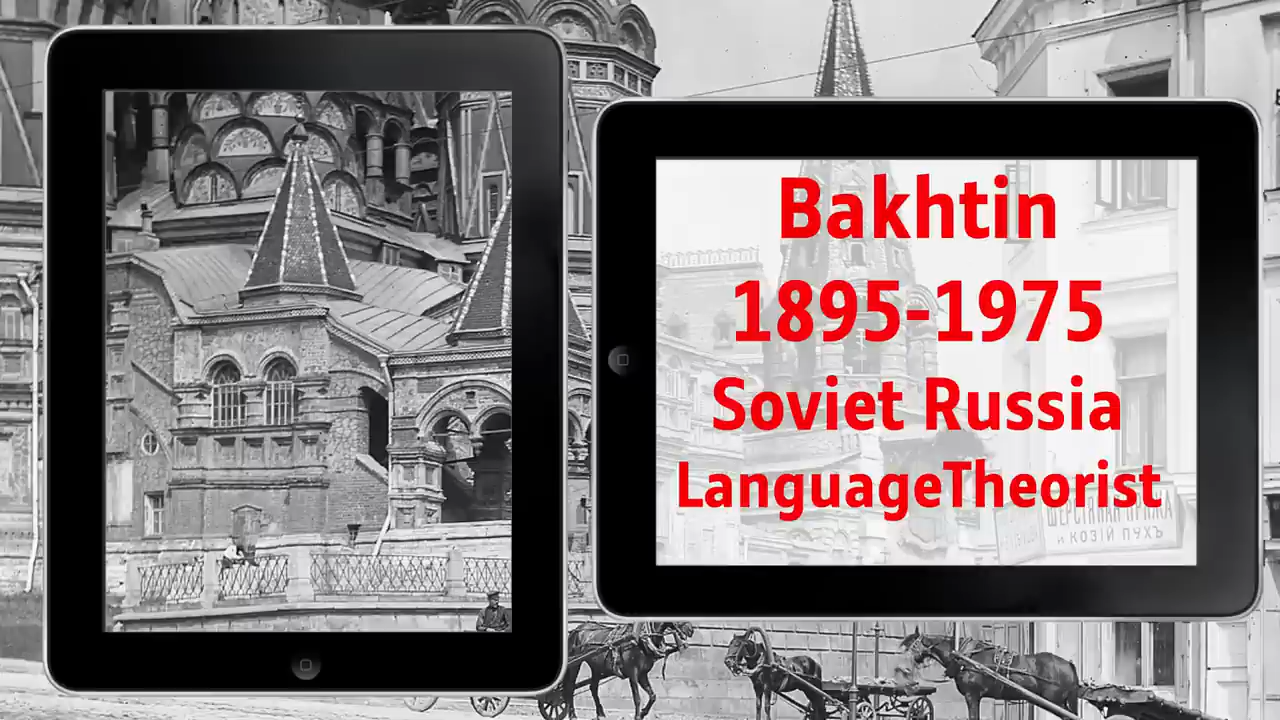 Bakhtin
1895-1975
Soviet Russia
LanguageTheorist
ШЕРСТЯНАЯ ПРЯЖА
и КОЗІЙ ПУХЪ